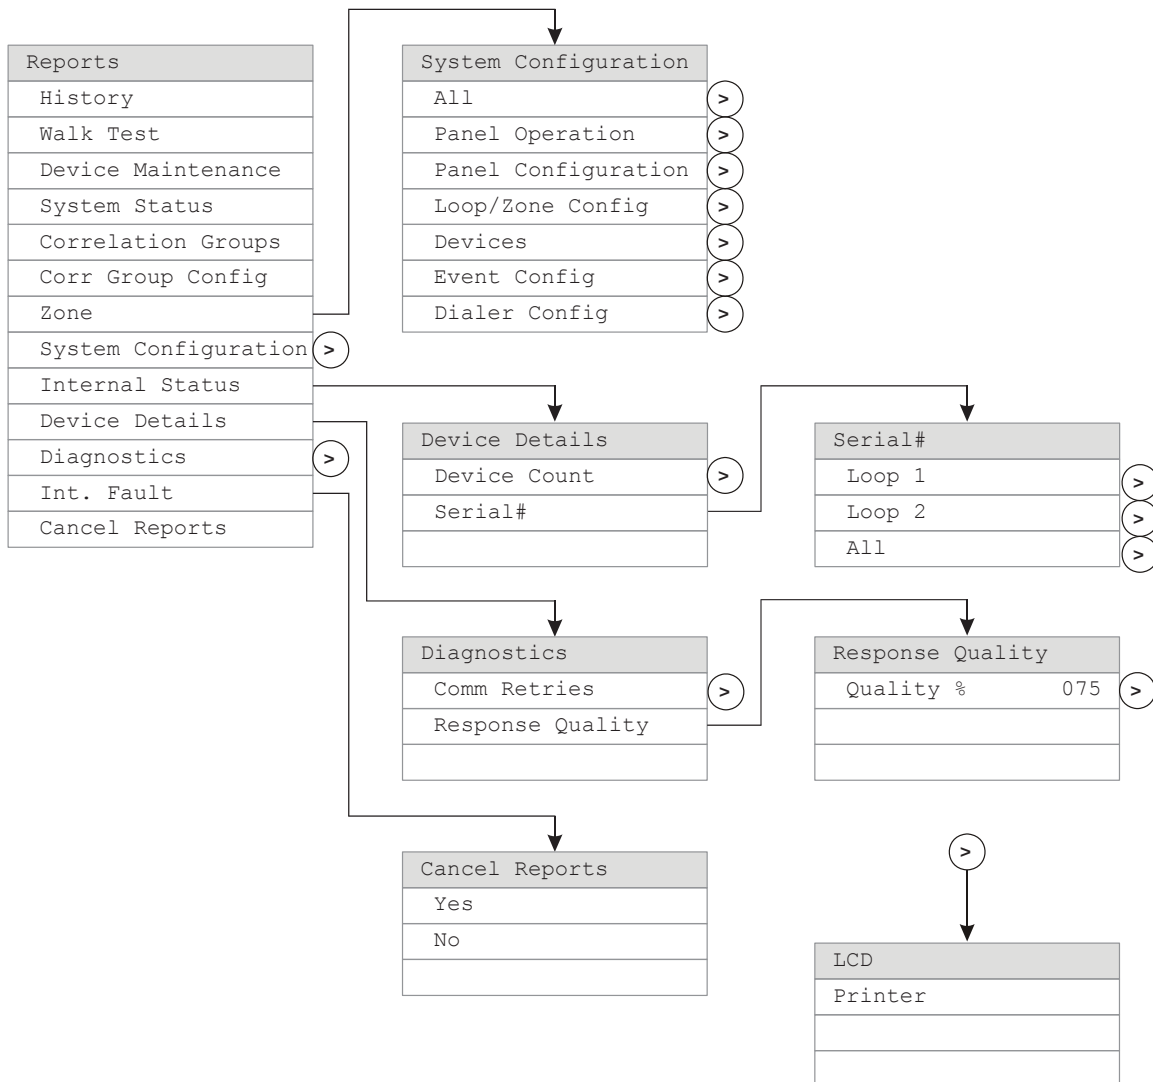 Reports
History
Walk Test
Device Maintenance
System Status
Correlation Groups
Corr Group Config
Zone
System Configuration >
Internal Status
Device Details
Diagnostics >
Int. Fault
Cancel Reports
System Configuration
All >
Panel Operation >
Panel Configuration >
Loop/Zone Config >
Devices >
Event Config >
Dialer Config >
Device Details
Device Count >
Serial#
Serial#
Loop 1 >
Loop 2 >
All >
Diagnostics
Comm Retries >
Response Quality
Response Quality
Quality % 075 >
Cancel Reports
Yes
No
>
LCD
Printer